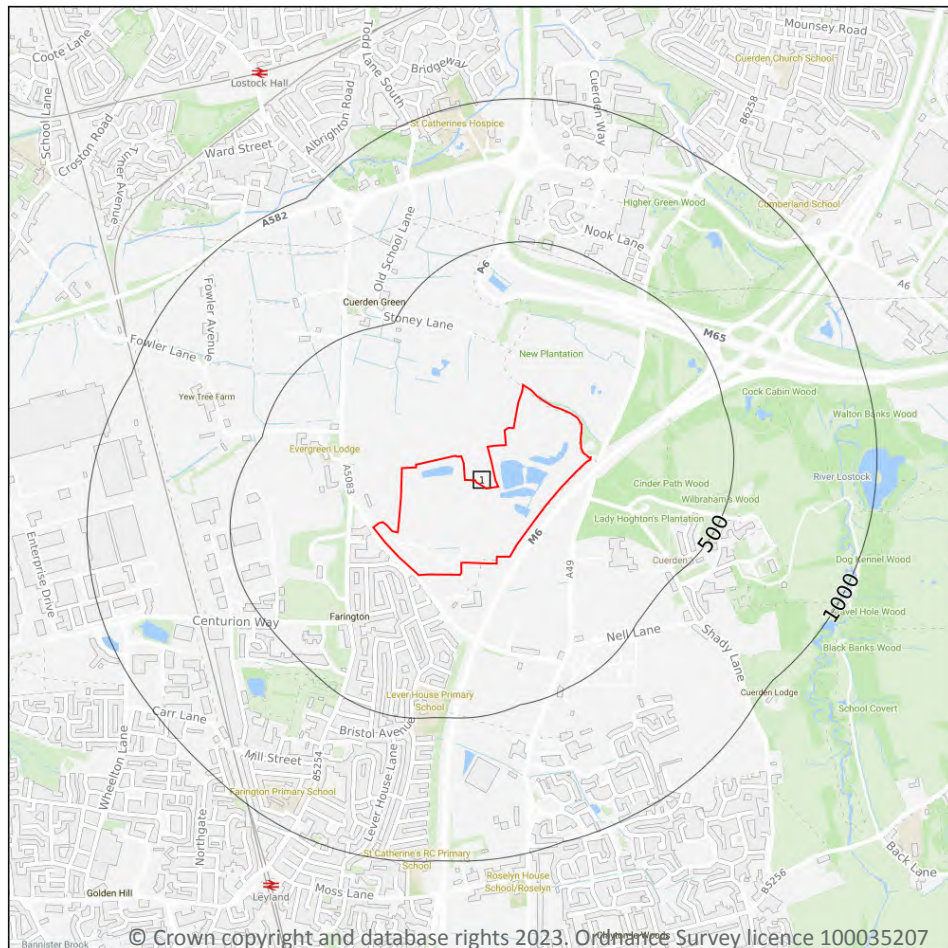 Coote Lane
School Lane
Croston Road
Turner Avenue
Lostock Hall
Todd Lane South
Bridgeway
Albrighton Road
Ward Street
St Catherines Hospice
Cuerden Way
Mounsey Road
Cuerden Church School
B6258
Higher Green Wood
Cumberland School
A582
Old School Lane
Nook Lane
A6
A6
Cuerden Green
Stoney Lane
Fowler Avenue
Fowler Lane
M65
New Plantation
Yew Tree Farm
Cock Cabin Wood
Walton Banks Wood
Evergreen Lodge
A5083
1
River Lostock
Cinder Path Wood
Wilbraham's Wood
Lady Hoghton's Plantation
M6
500
Cuerden
A49
Dog Kennel Wood
Enterprise Drive
1000
Centurion Way
Farington
Nell Lane
Shady Lane
Black Banks Wood
Lever House Primary
School
Cuerden Lodge
School Covert
Carr Lane
Bristol Avenue
Mill Street
B5254
Wheelton Lane
Farington Primary School
Lever House Lane
Northgate
St Catherine's RC Primary
School
Roselyn House
School/Roselyn
Back Lane
B5256
Golden Hill
Leyland
Moss Lane
Bannister Brook
© Crown copyright and database rights 2023. Ordnance Survey licence 100035207